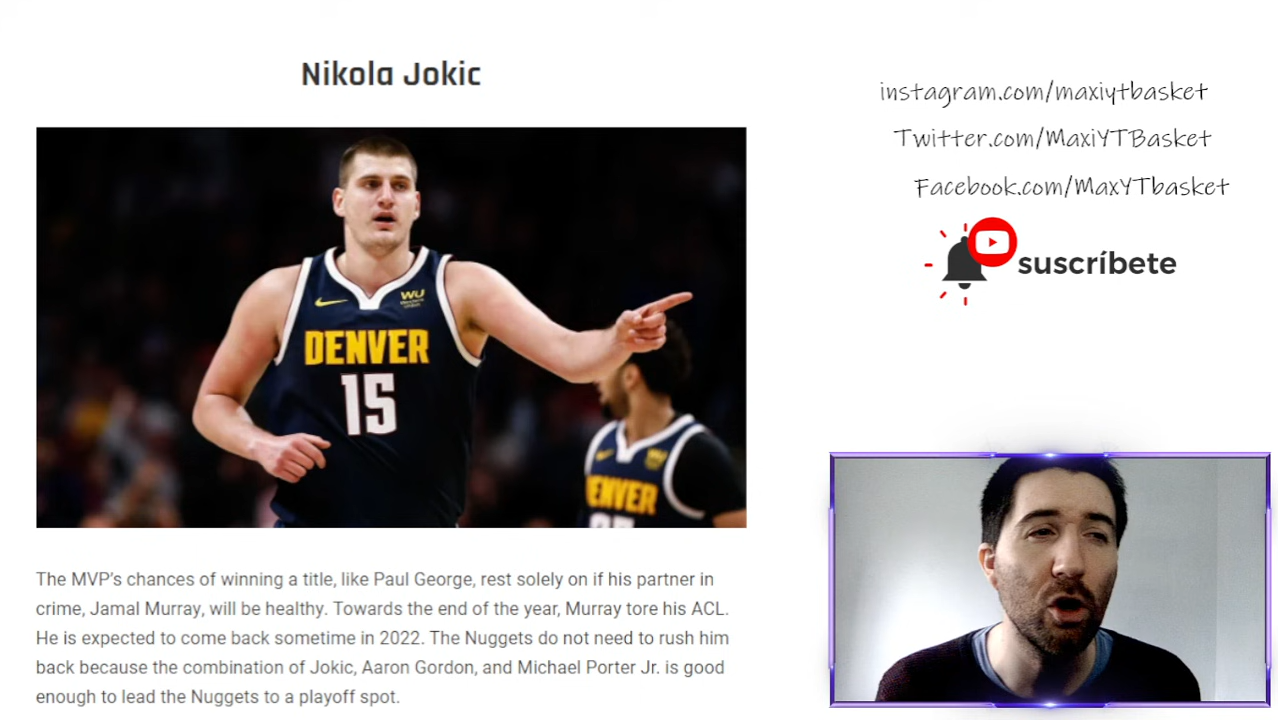 Nikola Jokic
instagram.com/maxiytbasket
Twitter.com/MaxiYTBasket
Facebook.com/MaxYTbasket
suscríbete
WU
DENVER
15
WU
DENVER
The MVP's chances of winning a title, like Paul George, rest solely on if his partner in
crime, Jamal Murray, will be healthy. Towards the end of the year, Murray tore his ACL.
He is expected to come back sometime in 2022. The Nuggets do not need to rush him
back because the combination of Jokic, Aaron Gordon, and Michael Porter Jr. is good
enough to lead the Nuggets to a playoff spot.